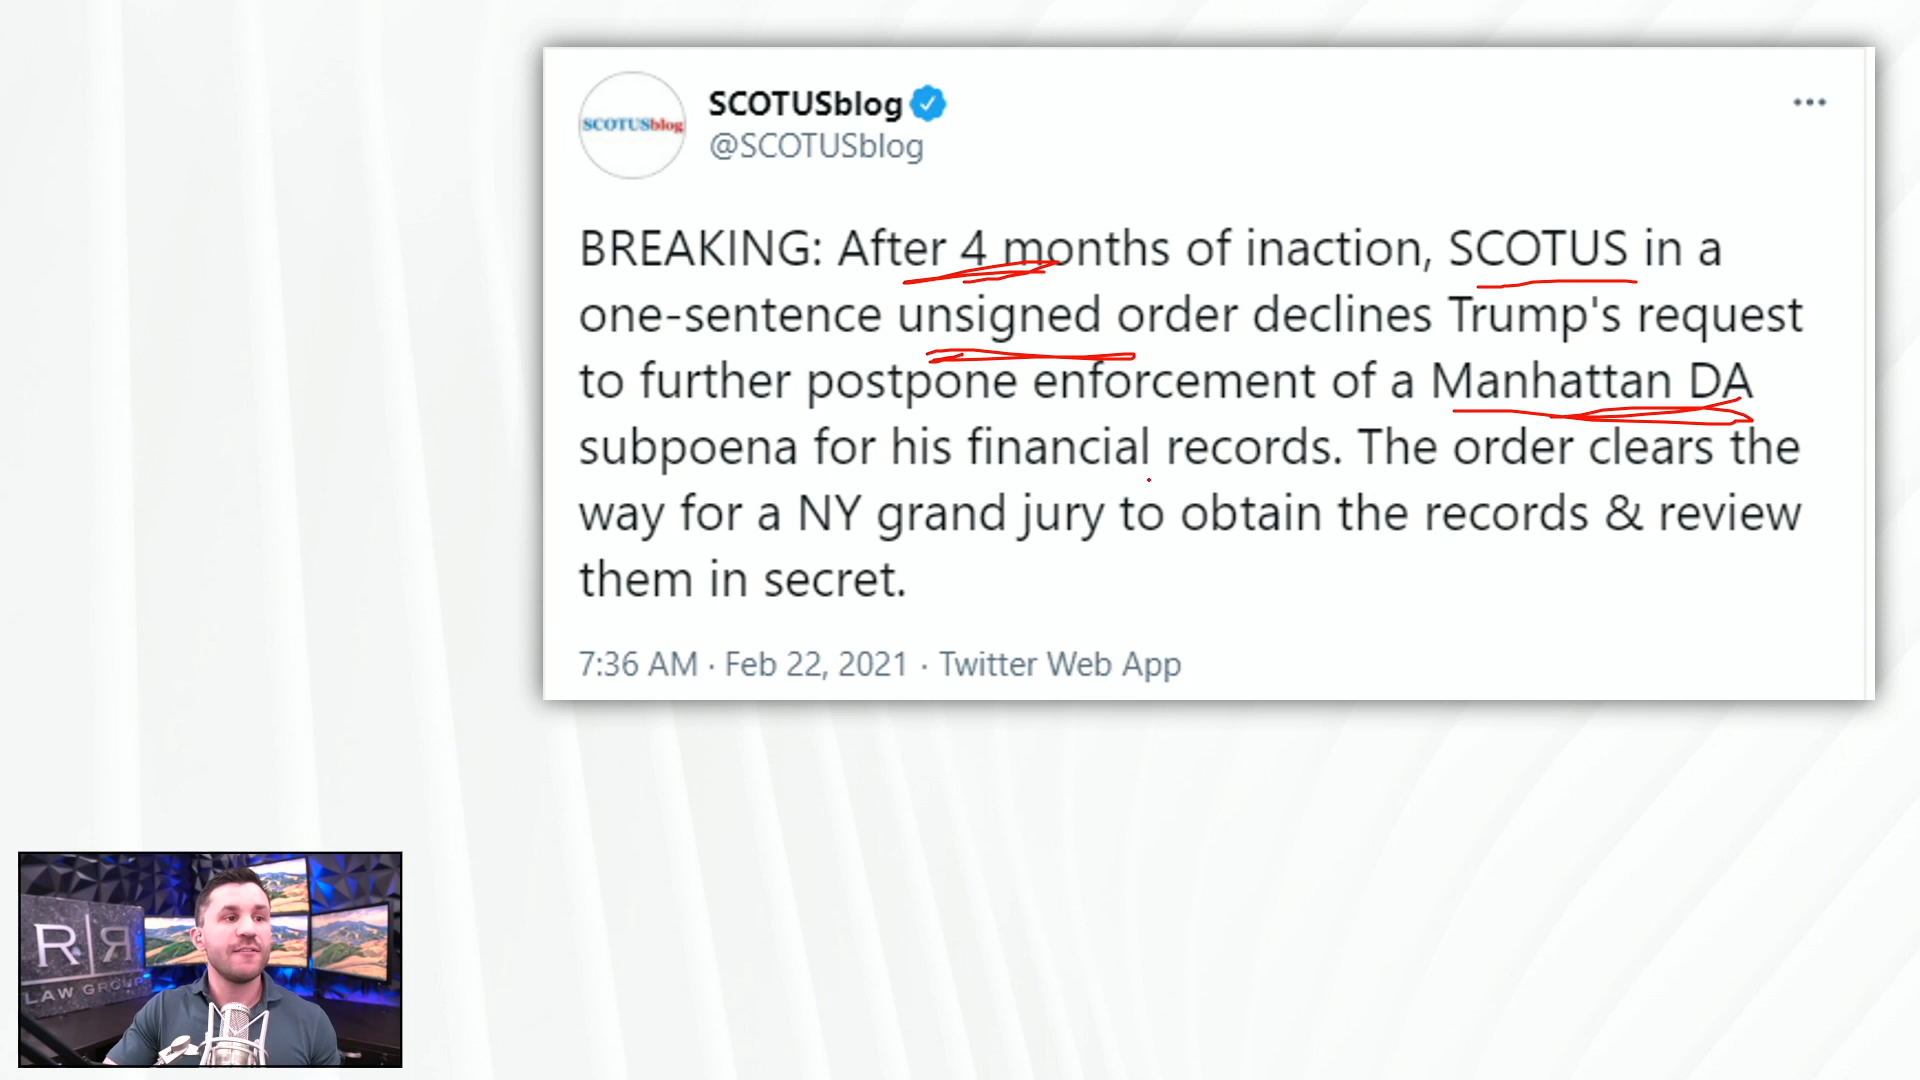 SCOTUSblog
SCOTUSblog
@SCOTUSblog
BREAKING: After 4 months of inaction, SCOTUS in a
one-sentence unsigned order declines Trump's request
to further postpone enforcement of a Manhattan DA
subpoena for his financial records. The order clears the
way for a NY grand jury to obtain the records & review
them in secret.
7:36 AM · Feb 22, 2021 · Twitter Web App
R|R
LAW GROUP